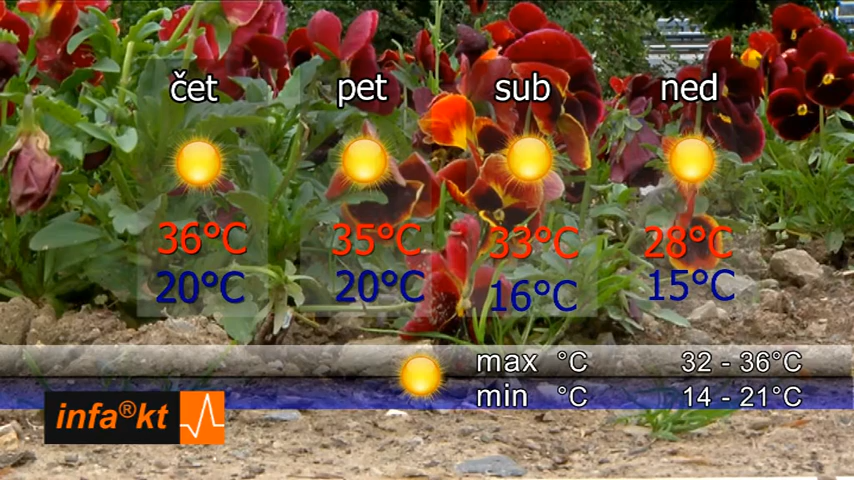 čet pet sub ned
36°C 35°C 33°C 28°C
20°C 20°C 16°C 15°C
max °C 32 - 36°C
min °C 14 - 21°C
infa®kt